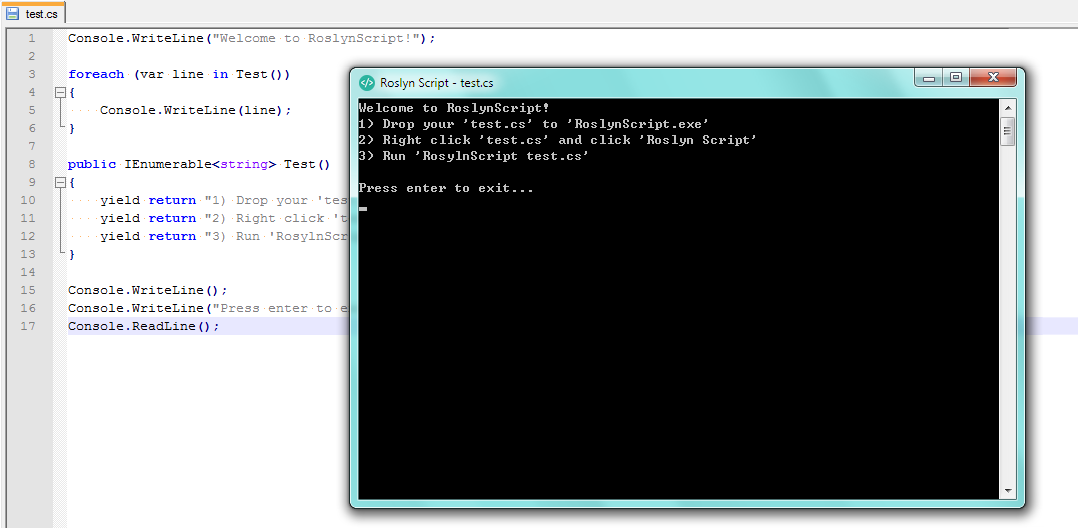 test.cs
1 Console.WriteLine("Welcome to RoslynScript!");
2
3 foreach (var line in Test())
4 {
5 Console.WriteLine(line);
6 }
7
8 public IEnumerable<string> Test()
9 {
10 yield return "1) Drop your 'tes
11 yield return "2) Right click 't
12 yield return "3) Run 'RosylnScr
13 }
14
15 Console.WriteLine();
16 Console.WriteLine("Press enter to e
17 Console.ReadLine();
Roslyn Script - test.cs
Welcome to RoslynScript!
1) Drop your 'test.cs' to 'RoslynScript.exe'
2) Right click 'test.cs' and click 'Roslyn Script'
3) Run 'RosylnScript test.cs'
Press enter to exit...